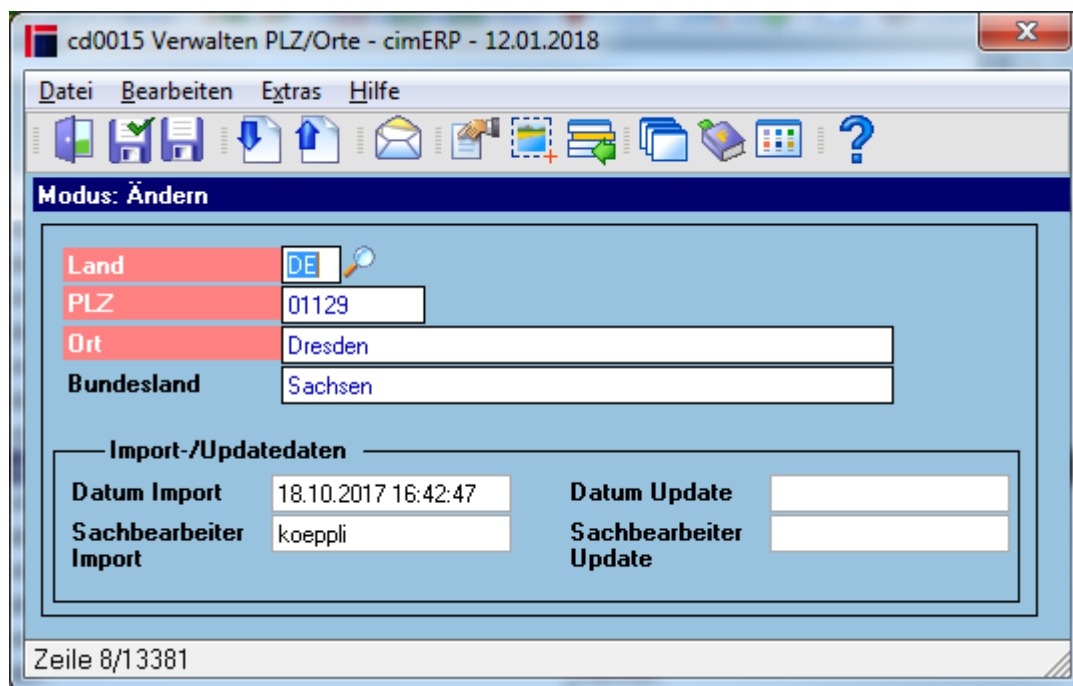 cd0015 Verwalten PLZ/Orte - cimERP - 12.01.2018
Datei Bearbeiten Extras Hilfe
Modus: Ändern
Land DE
PLZ 01129
Ort Dresden
Bundesland Sachsen
Import-/Updatedaten
Datum Import 18.10.2017 16:42:47 Datum Update
Sachbearbeiter Import koeppli Sachbearbeiter Update
Zeile 8/13381